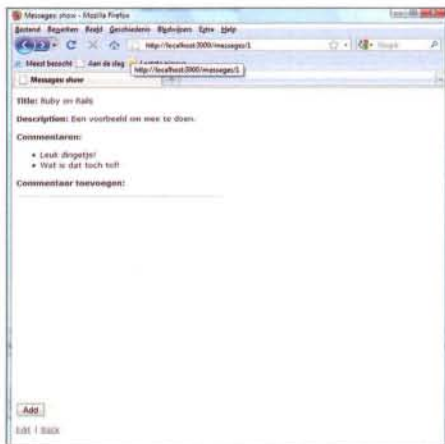 Messages: show - Mozilla Firefox
Bestand Bewerken Beeld Geschiedenis Bladwijzers Extra Help
http://localhost:3000/messages/1
Meest bezocht Aan de slag
http://localhost:3000/messages/1
Messages: show
Title: Ruby on Rails
Description: Een voorbeeld om mee te doen.
Commentaren:
Leuk dingetje!
Wat is dat toch tof!
Commentaar toevoegen:
Add
Edit | Back